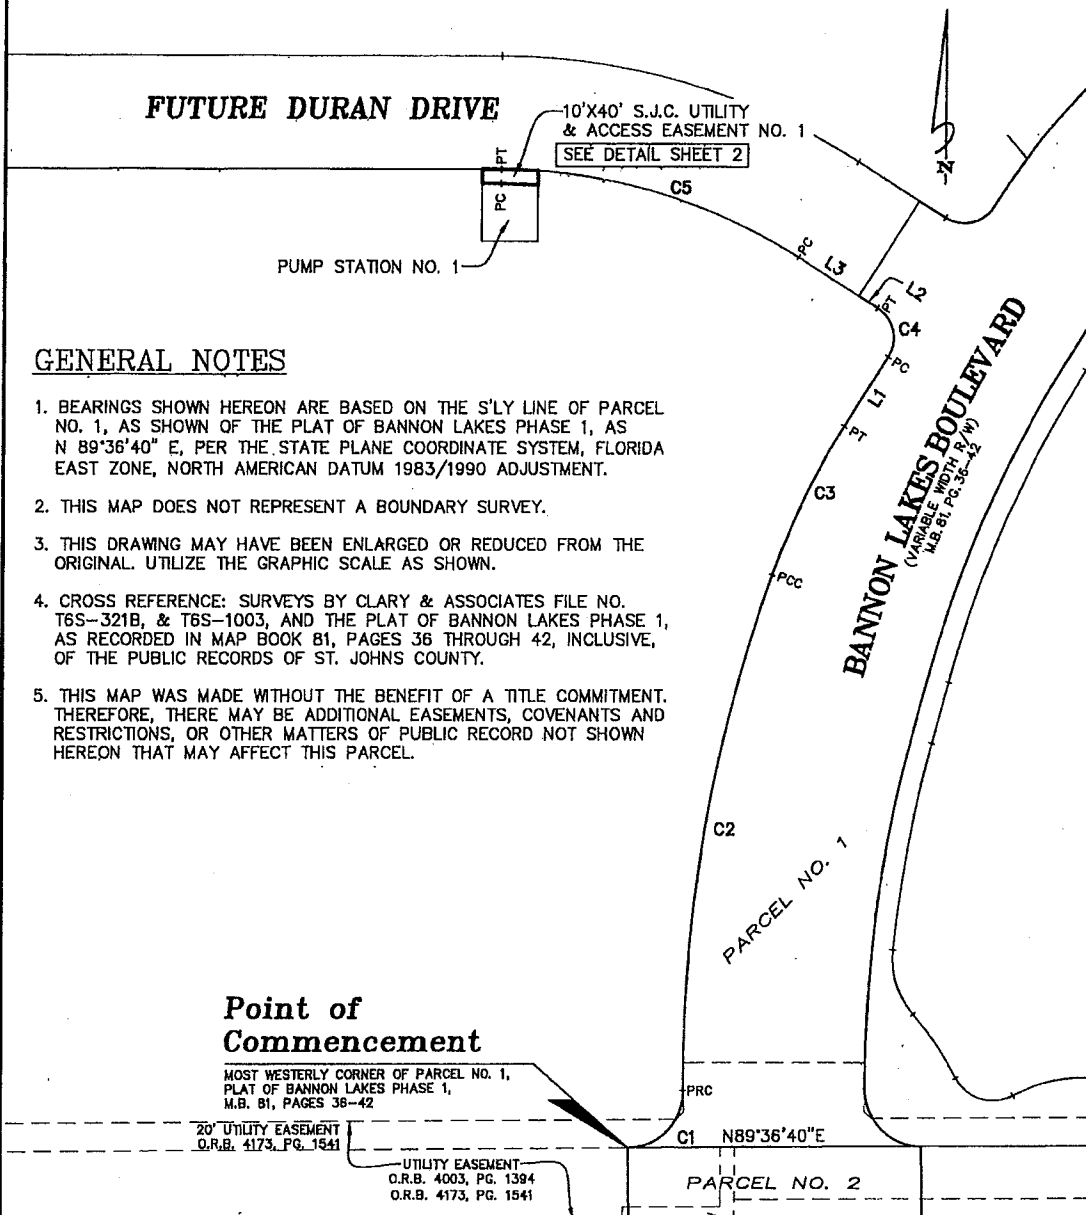 FUTURE DURAN DRIVE
10'X40' S.J.C. UTILITY
& ACCESS EASEMENT NO. 1
SEE DETAIL SHEET 2
PT
PC
C5
PUMP STATION NO. 1
PC
L3
L2
PT
C4
PC
L1
PT
C3
PCC
N
GENERAL NOTES
1. BEARINGS SHOWN HEREON ARE BASED ON THE S'LY LINE OF PARCEL
NO. 1, AS SHOWN OF THE PLAT OF BANNON LAKES PHASE 1, AS
N 89°36'40" E, PER THE STATE PLANE COORDINATE SYSTEM, FLORIDA
EAST ZONE, NORTH AMERICAN DATUM 1983/1990 ADJUSTMENT.
2. THIS MAP DOES NOT REPRESENT A BOUNDARY SURVEY.
3. THIS DRAWING MAY HAVE BEEN ENLARGED OR REDUCED FROM THE
ORIGINAL. UTILIZE THE GRAPHIC SCALE AS SHOWN.
4. CROSS REFERENCE: SURVEYS BY CLARY & ASSOCIATES FILE NO.
T6S-321B, & T6S-1003, AND THE PLAT OF BANNON LAKES PHASE 1,
AS RECORDED IN MAP BOOK 81, PAGES 36 THROUGH 42, INCLUSIVE,
OF THE PUBLIC RECORDS OF ST. JOHNS COUNTY.
5. THIS MAP WAS MADE WITHOUT THE BENEFIT OF A TITLE COMMITMENT.
THEREFORE, THERE MAY BE ADDITIONAL EASEMENTS, COVENANTS AND
RESTRICTIONS, OR OTHER MATTERS OF PUBLIC RECORD NOT SHOWN
HEREON THAT MAY AFFECT THIS PARCEL.
BANNON LAKES BOULEVARD
(VARIABLE WIDTH R/W)
M.B. 81, PG. 36-42
C2
PARCEL NO. 1
Point of
Commencement
MOST WESTERLY CORNER OF PARCEL NO. 1,
PLAT OF BANNON LAKES PHASE 1,
M.B. 81, PAGES 36-42
PRC
20' UTILITY EASEMENT
O.R.B. 4173, PG. 1541
C1
N89°36'40"E
UTILITY EASEMENT
O.R.B. 4003, PG. 1394
O.R.B. 4173, PG. 1541
PARCEL NO. 2